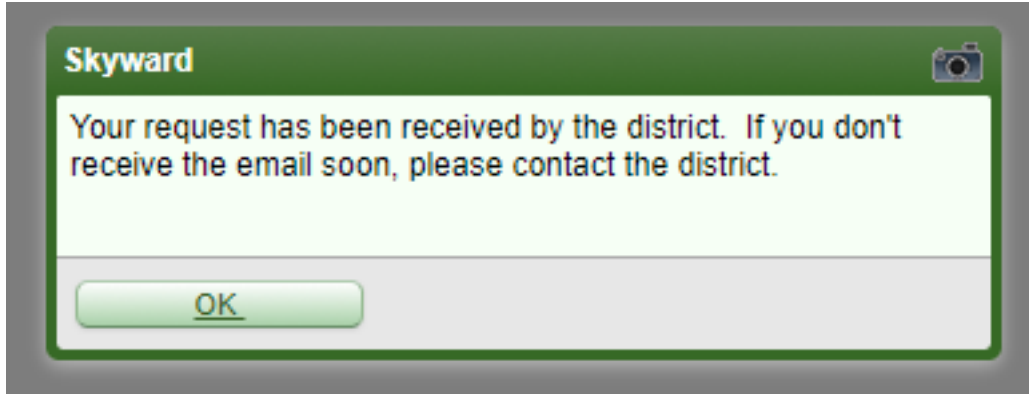 Skyward
Your request has been received by the district.  If you don't
receive the email soon, please contact the district.
OK